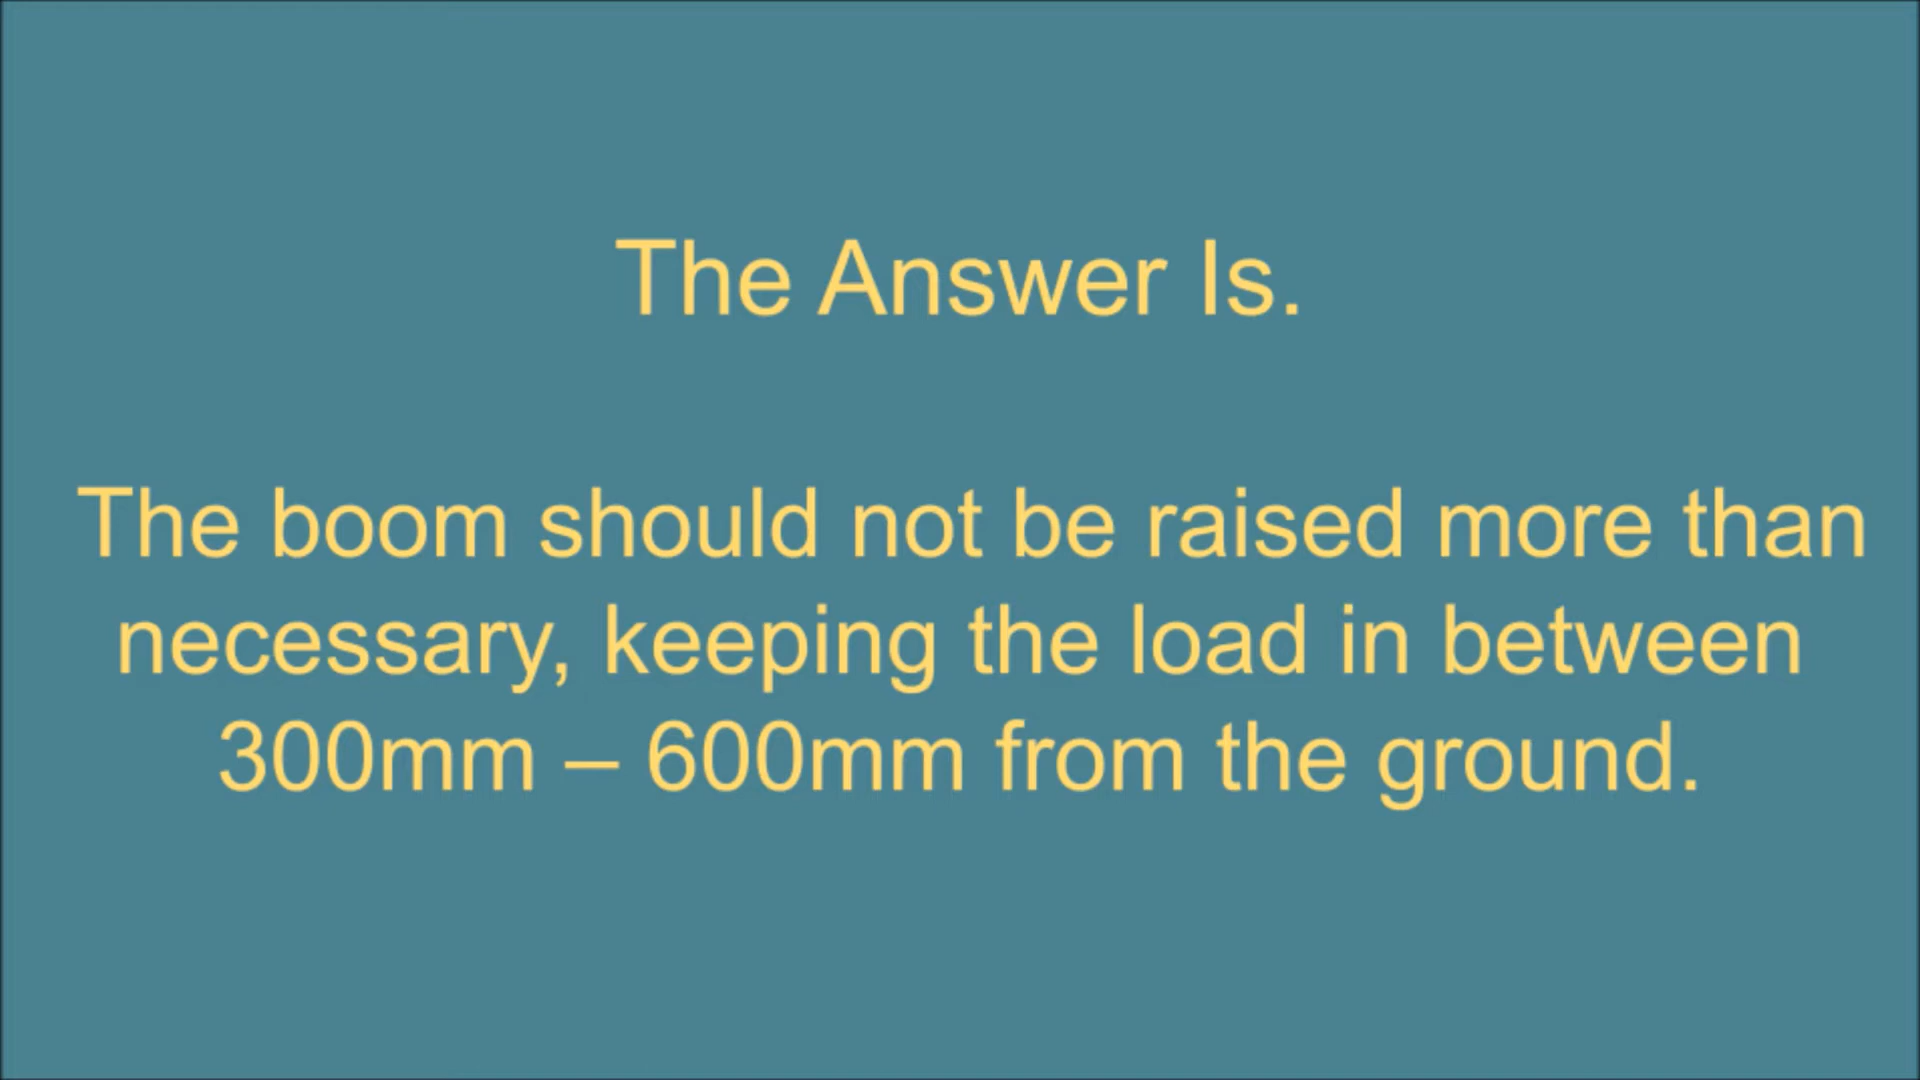 The Answer Is.
The boom should not be raised more than
necessary, keeping the load in between
300mm – 600mm from the ground.